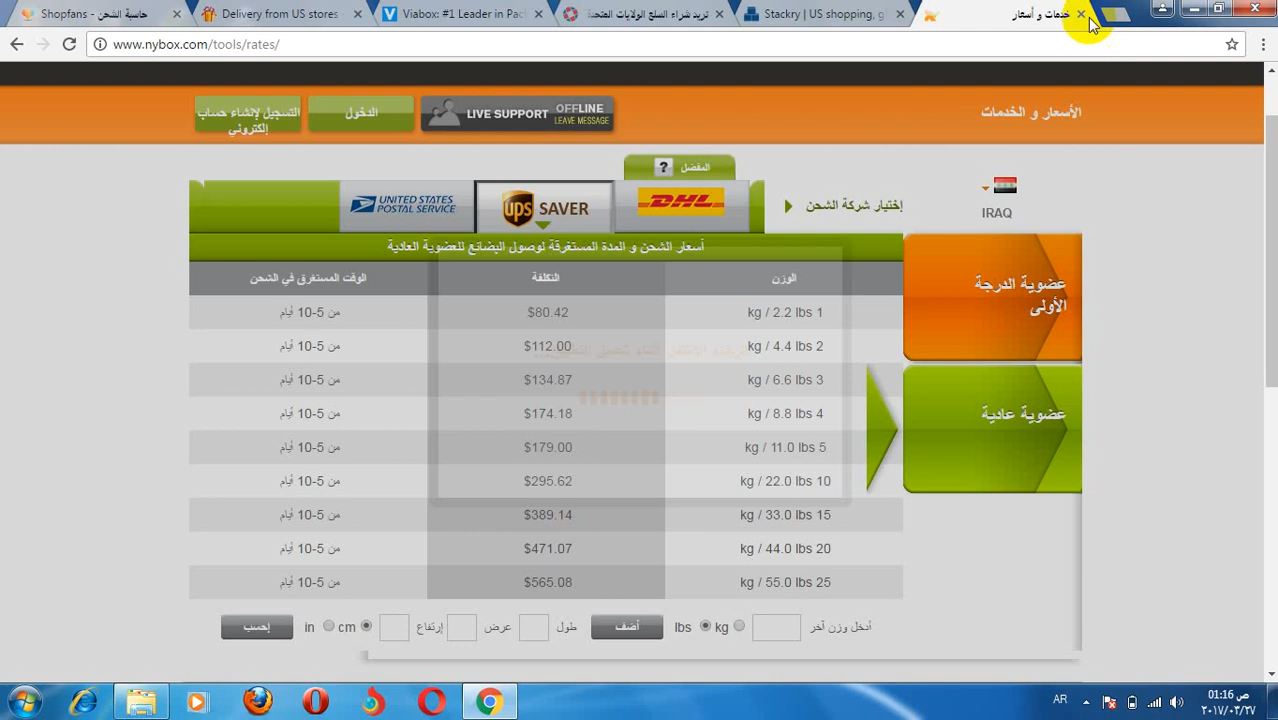 Shopfans - حاسبة الشحن
Delivery from US stores
Viabox: #1 Leader in Pack
تريد شراء السلع الولايات المتحدة
Stackry | US shopping, g
خدمات و أسعار
www.nybox.com/tools/rates/
الأسعار و الخدمات
LIVE SUPPORT OFFLINE
LEAVE MESSAGE
الدخول
التسجيل لإنشاء حساب
إلكتروني
المفضل ?
IRAQ
إختيار شركة الشحن
DHL
UPS SAVER
UNITED STATES
POSTAL SERVICE
أسعار الشحن و المدة المستغرقة لوصول البضائع للعضوية العادية
عضوية الدرجة
الأولى
عضوية عادية
الوزن التكلفة الوقت المستغرق في الشحن
kg / 2.2 lbs 1 $80.42 من 5-10 أيام
kg / 4.4 lbs 2 $112.00 من 5-10 أيام
kg / 6.6 lbs 3 $134.87 من 5-10 أيام
kg / 8.8 lbs 4 $174.18 من 5-10 أيام
kg / 11.0 lbs 5 $179.00 من 5-10 أيام
kg / 22.0 lbs 10 $295.62 من 5-10 أيام
kg / 33.0 lbs 15 $389.14 من 5-10 أيام
kg / 44.0 lbs 20 $471.07 من 5-10 أيام
kg / 55.0 lbs 25 $565.08 من 5-10 أيام
أدخل وزن آخر kg lbs أضف طول عرض إرتفاع cm in إحسب
AR
01:16 ص
٢٠١٧/٠٣/٢٧